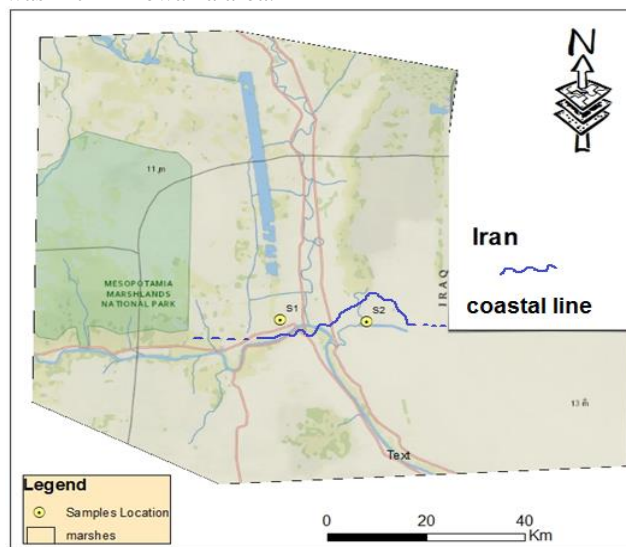 N
11 m
Iran
IRAQ
coastal line
MESOPOTAMIA
MARSHLANDS
NATIONAL PARK
S1
S2
13 m
Text
Legend
Samples Location
marshes
0 10 20 40
Km